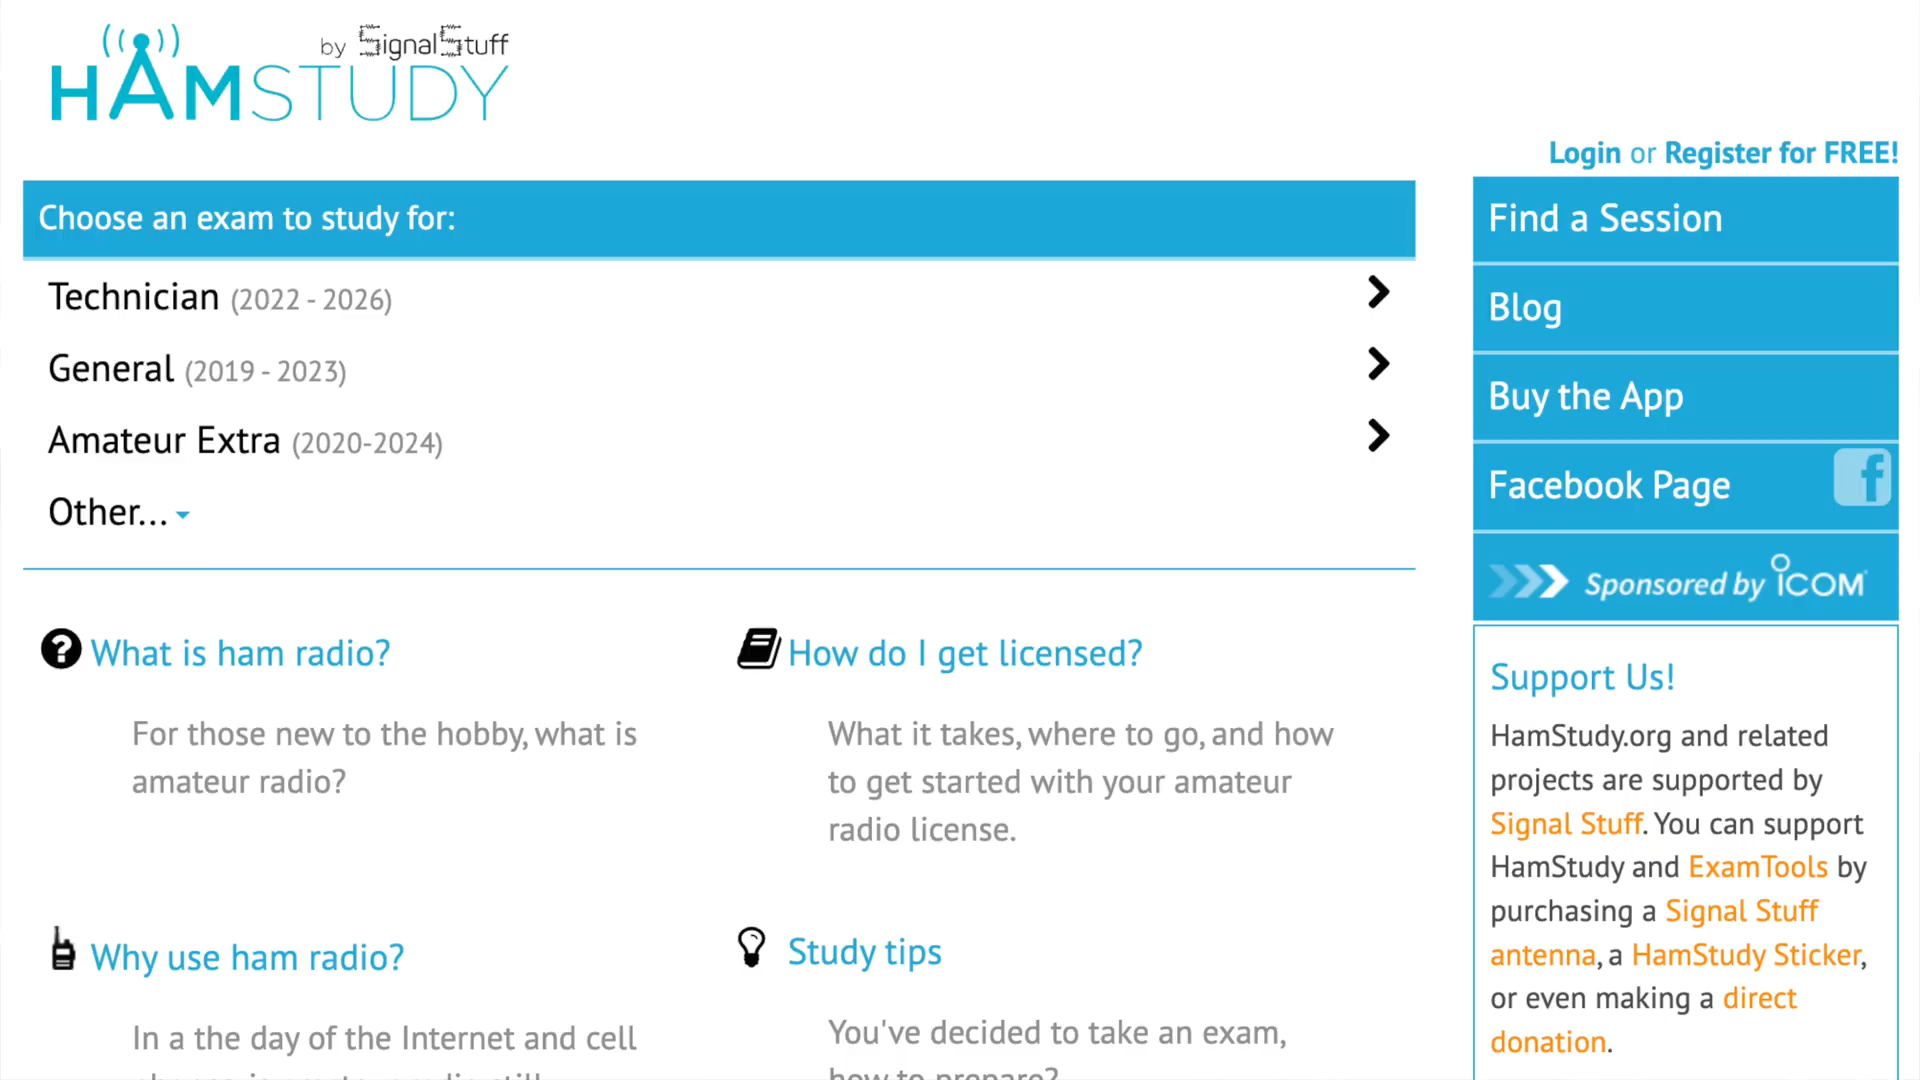 by SignalStuff
HAMSTUDY
Login or Register for FREE!
Choose an exam to study for:
Technician (2022 - 2026)
General (2019 - 2023)
Amateur Extra (2020-2024)
Other...
Find a Session
Blog
Buy the App
Facebook Page
Sponsored by ICOM
What is ham radio?
For those new to the hobby, what is
amateur radio?
How do I get licensed?
What it takes, where to go, and how
to get started with your amateur
radio license.
Why use ham radio?
In a the day of the Internet and cell
Study tips
You've decided to take an exam,
how to prepare?
Support Us!
HamStudy.org and related
projects are supported by
Signal Stuff. You can support
HamStudy and ExamTools by
purchasing a Signal Stuff
antenna, a HamStudy Sticker,
or even making a direct
donation.